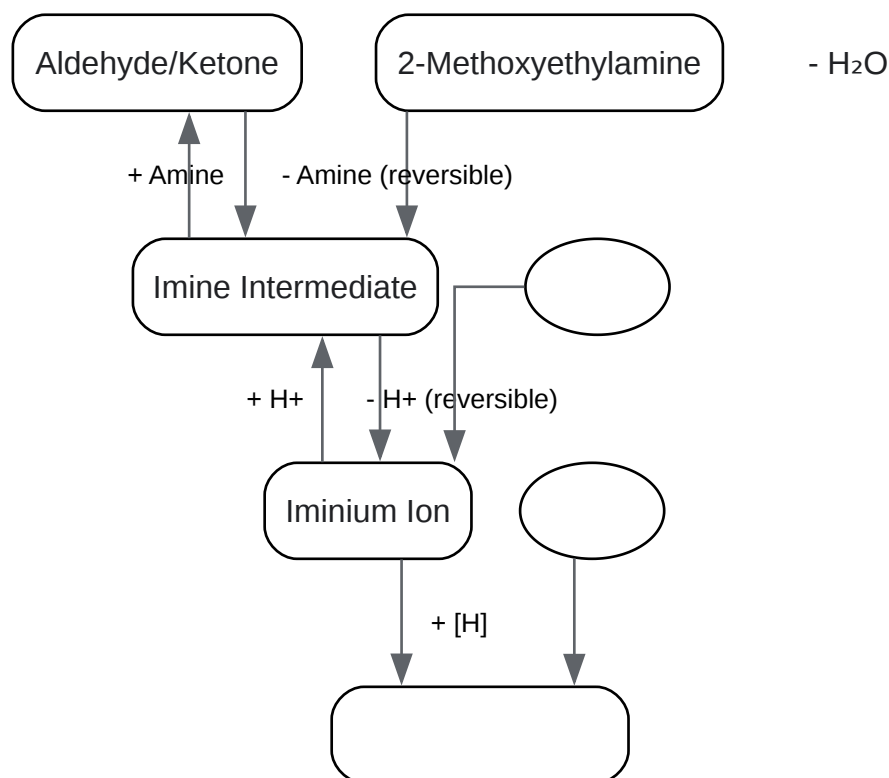 Aldehyde/Ketone
2-Methoxyethylamine
- H₂O
+ Amine
- Amine (reversible)
Imine Intermediate
+ H+
- H+ (reversible)
Iminium Ion
+ [H]